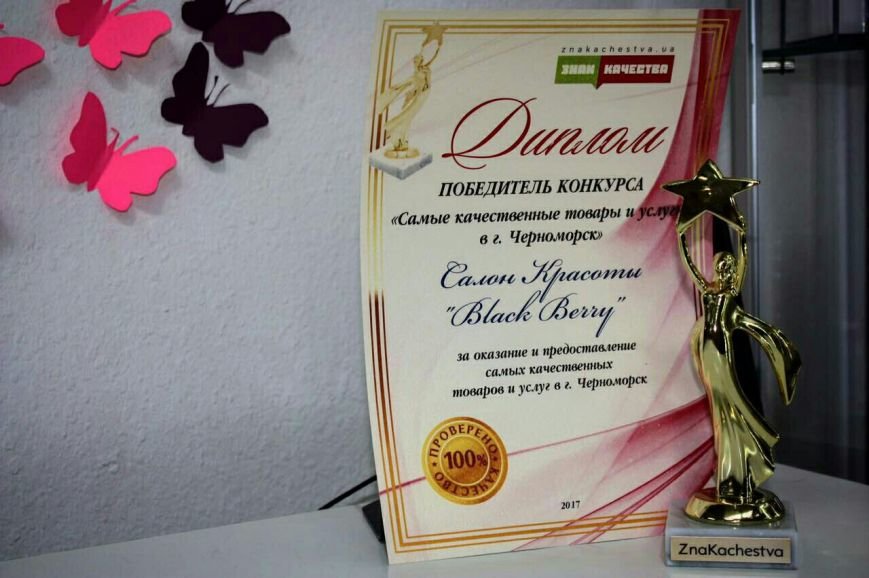 znakachestva.ua
ЗНАК КАЧЕСТВА
Диплом
ПОБЕДИТЕЛЬ КОНКУРСА
«Самые качественные товары и услуг
в г. Черноморск»
Салон Красоты
"Black Berry"
за оказание и предоставление
самых качественных
товаров и услуг в г. Черноморск
ПРОВЕРЕНО
100%
КАЧЕСТВО
2017
ZnaKachestva